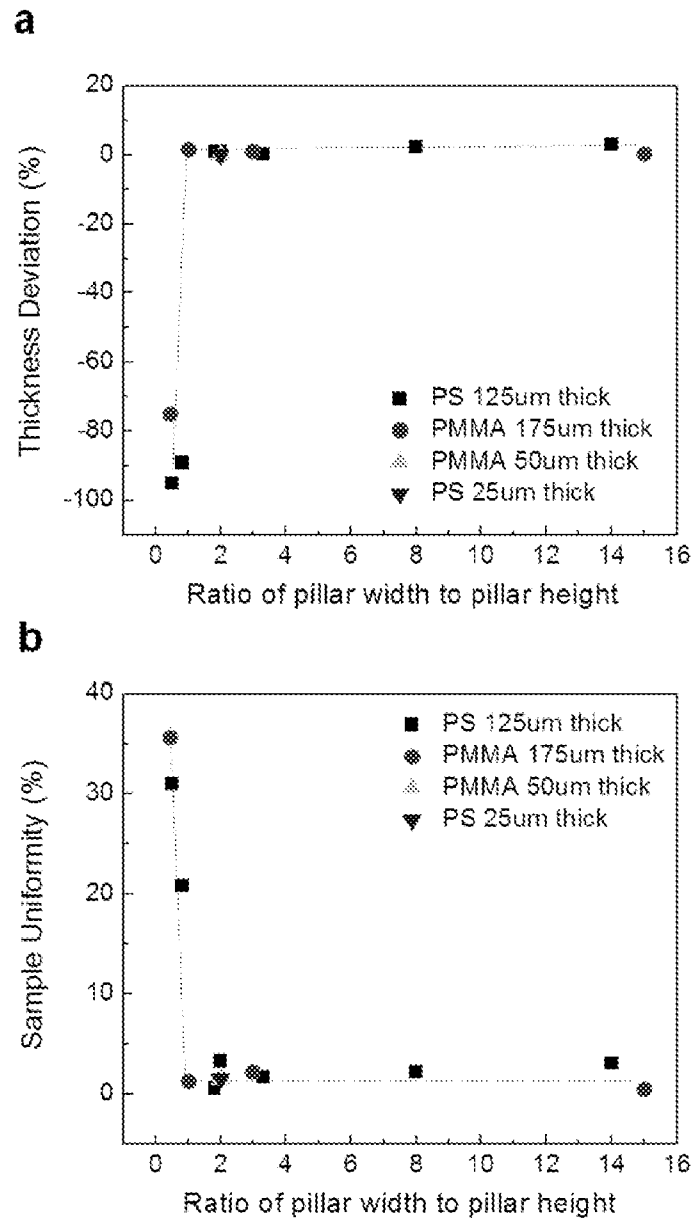 a
20
0
-20
-40
-60
-80
-100
Thickness Deviation (%)
PS 125um thick
PMMA 175um thick
PMMA 50um thick
PS 25um thick
0 2 4 6 8 10 12 14 16
Ratio of pillar width to pillar height
b
40
30
20
10
0
Sample Uniformity (%)
PS 125um thick
PMMA 175um thick
PMMA 50um thick
PS 25um thick
0 2 4 6 8 10 12 14 16
Ratio of pillar width to pillar height